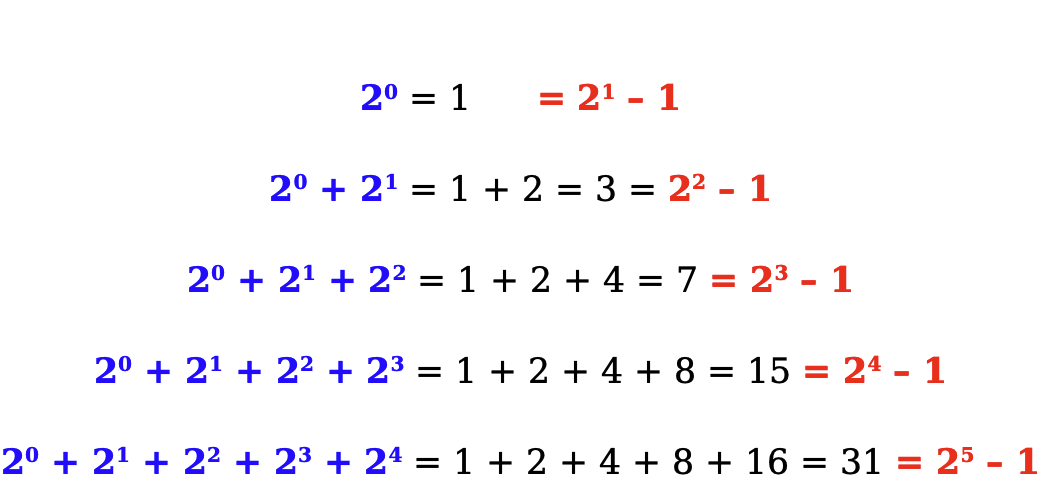 2⁰ = 1 = 2¹ – 1
2⁰ + 2¹ = 1 + 2 = 3 = 2² – 1
2⁰ + 2¹ + 2² = 1 + 2 + 4 = 7 = 2³ – 1
2⁰ + 2¹ + 2² + 2³ = 1 + 2 + 4 + 8 = 15 = 2⁴ – 1
2⁰ + 2¹ + 2² + 2³ + 2⁴ = 1 + 2 + 4 + 8 + 16 = 31 = 2⁵ – 1